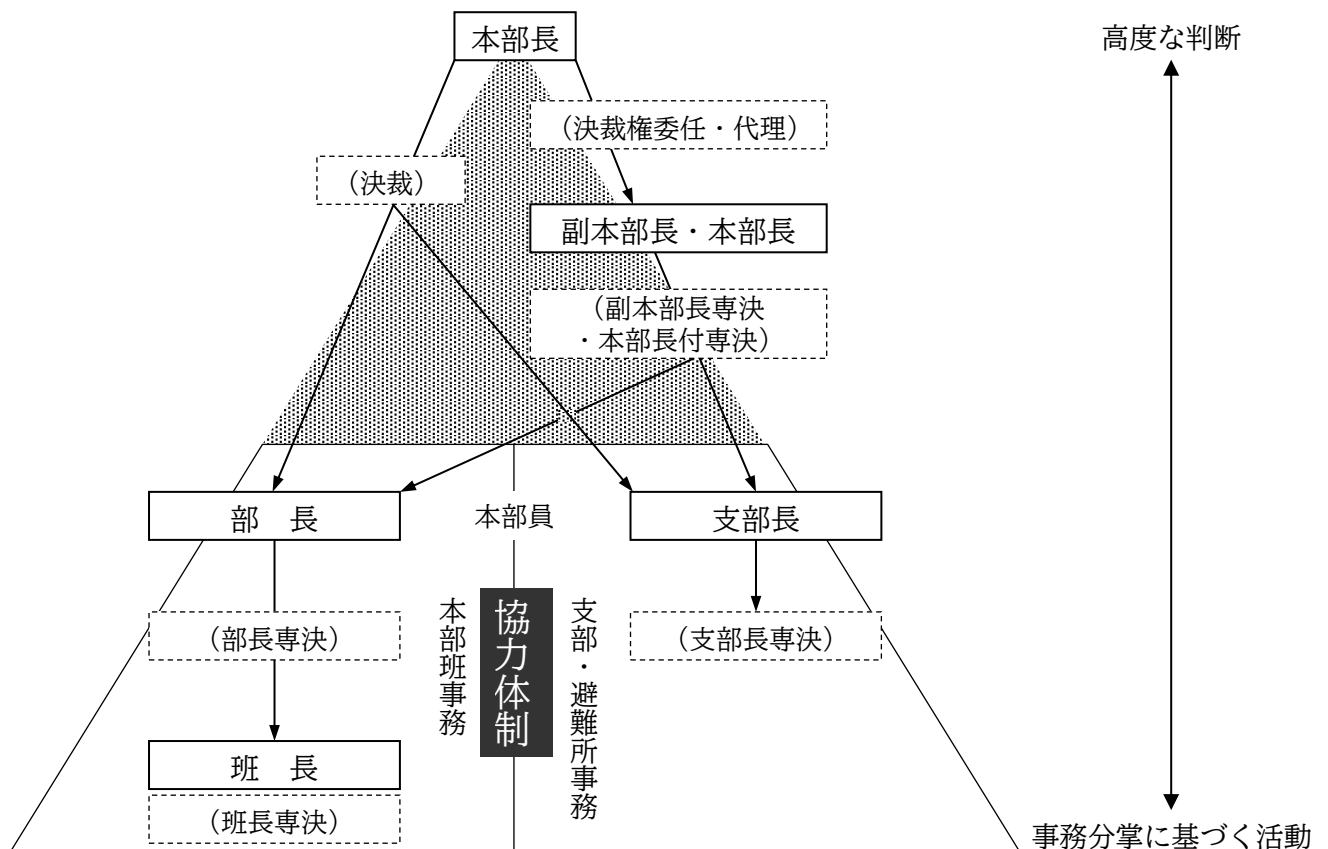 本部長
高度な判断
（決裁権委任・代理）
（決裁）
副本部長・本部長
（副本部長専決
・本部長付専決）
部　長
本部員
支部長
（部長専決）
（支部長専決）
本部班事務
協力体制
支部・避難所事務
班　長
（班長専決）
事務分掌に基づく活動